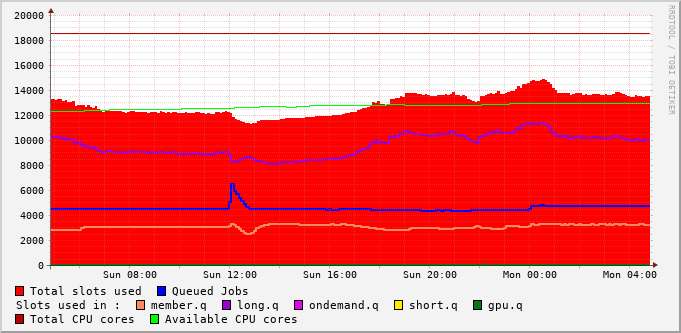 RRDTOOL / TOBI OETIKER
20000
18000
16000
14000
12000
10000
8000
6000
4000
2000
0
Sun 08:00 Sun 12:00 Sun 16:00 Sun 20:00 Mon 00:00 Mon 04:00
Total slots used Queued Jobs
Slots used in : member.q long.q ondemand.q short.q gpu.q
Total CPU cores Available CPU cores